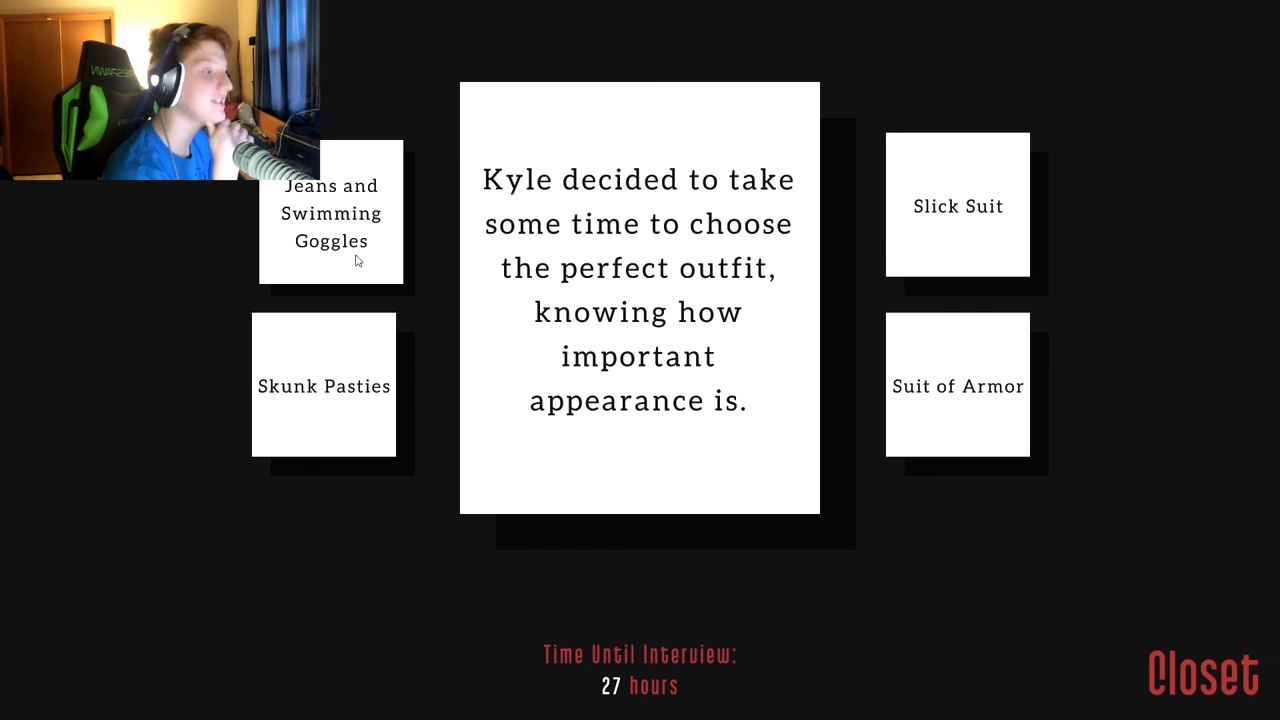 Jeans and
Swimming
Goggles
Skunk Pasties
Kyle decided to take
some time to choose
the perfect outfit,
knowing how
important
appearance is.
Slick Suit
Suit of Armor
Time Until Interview:
27 hours
Closet